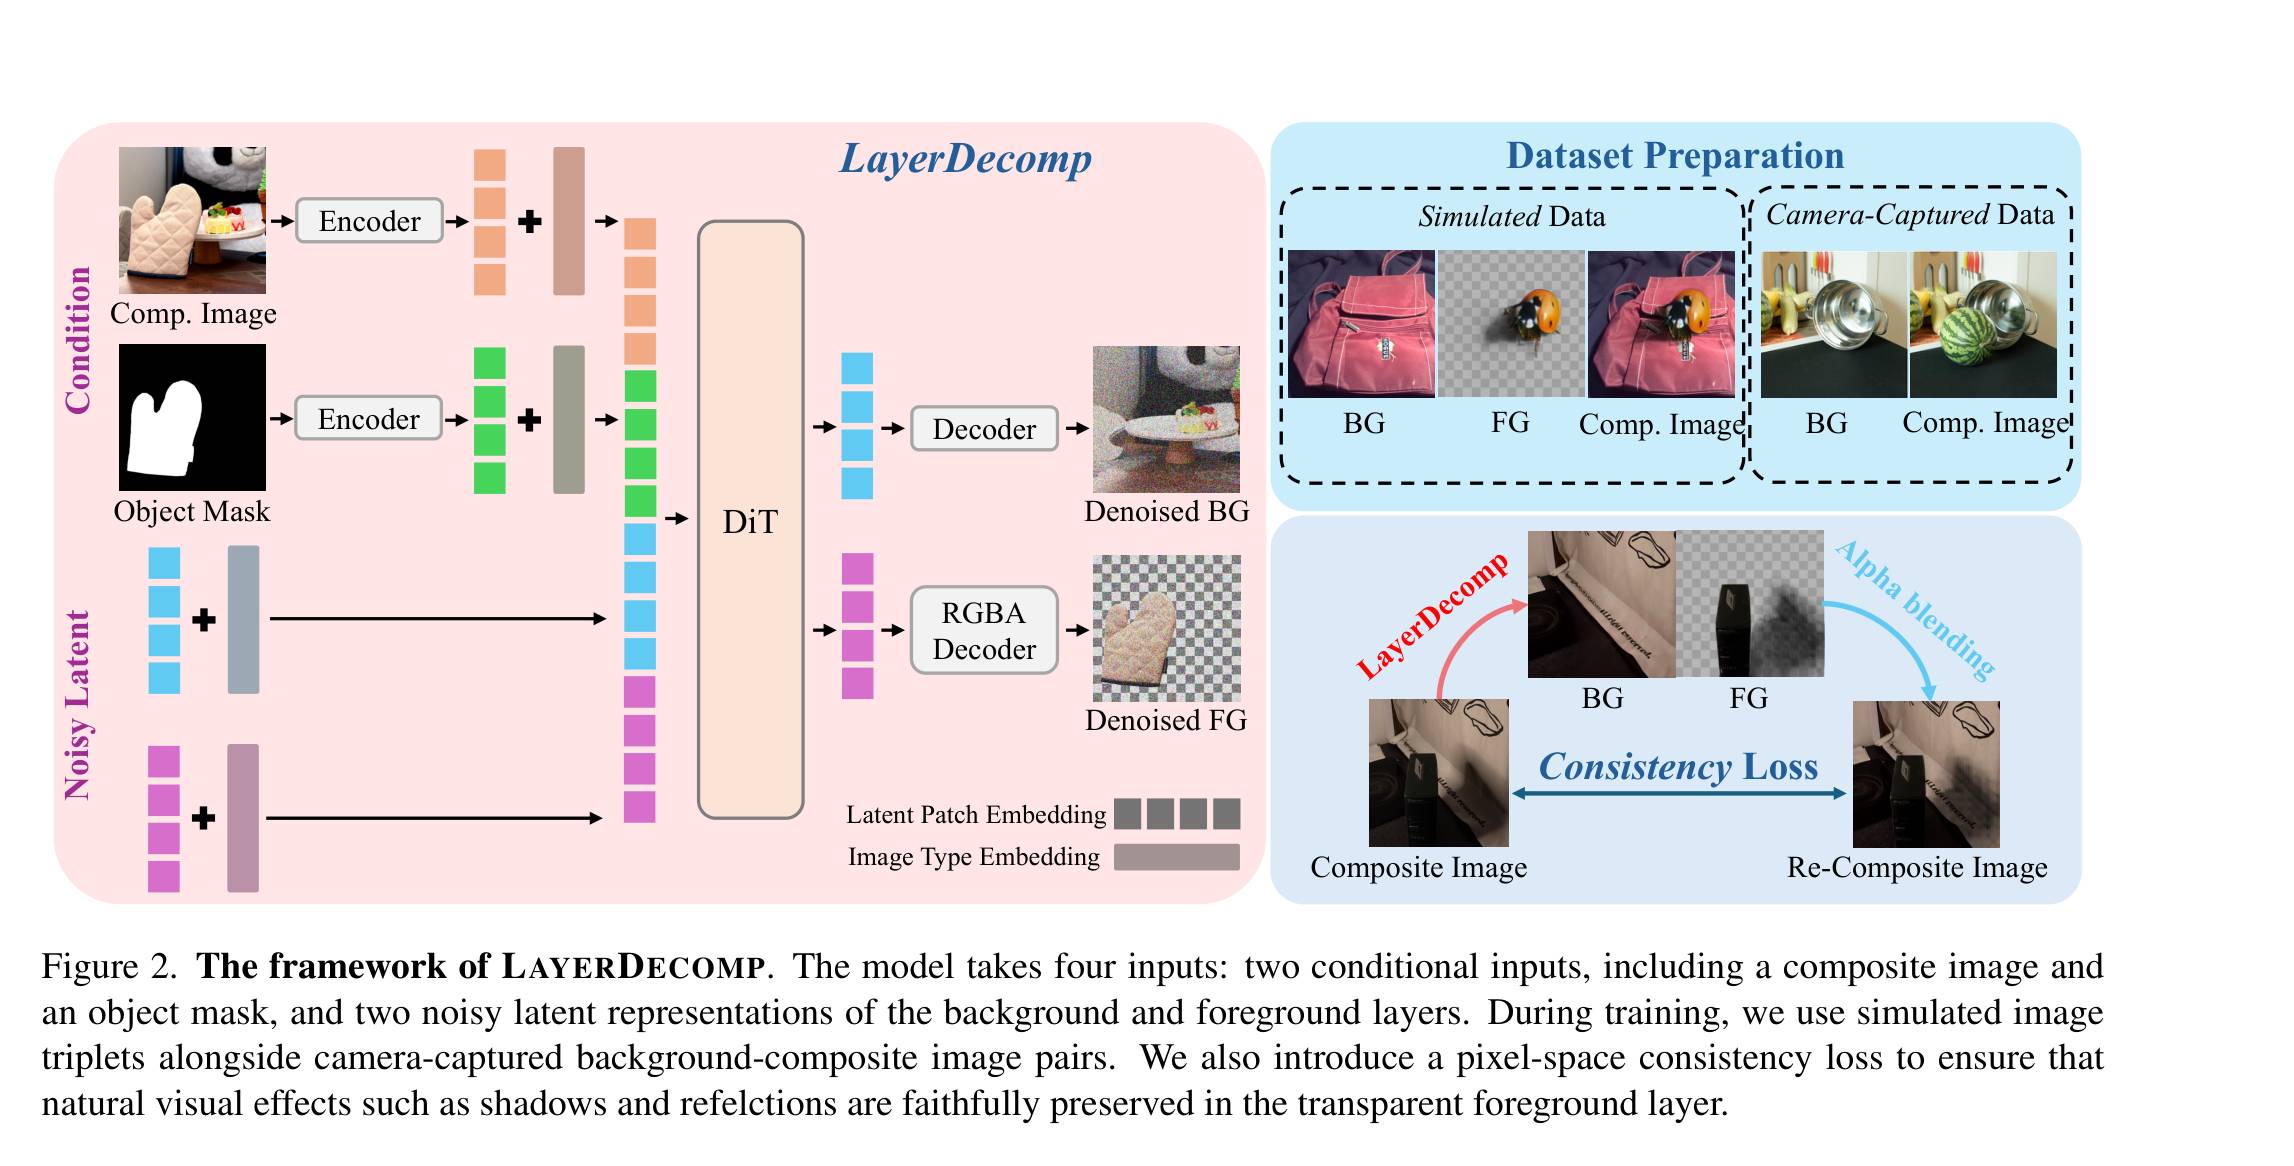 LayerDecomp
Condition
Comp. Image
Encoder
Object Mask
Encoder
Noisy Latent
DiT
Decoder
Denoised BG
RGBA
Decoder
Denoised FG
Latent Patch Embedding
Image Type Embedding
Dataset Preparation
Simulated Data
BG
FG
Comp. Image
Camera-Captured Data
BG
Comp. Image
LayerDecomp
BG
FG
Alpha blending
Consistency Loss
Composite Image
Re-Composite Image
Figure 2. The framework of LAYERDECOMP. The model takes four inputs: two conditional inputs, including a composite image and
an object mask, and two noisy latent representations of the background and foreground layers. During training, we use simulated image
triplets alongside camera-captured background-composite image pairs. We also introduce a pixel-space consistency loss to ensure that
natural visual effects such as shadows and refelctions are faithfully preserved in the transparent foreground layer.